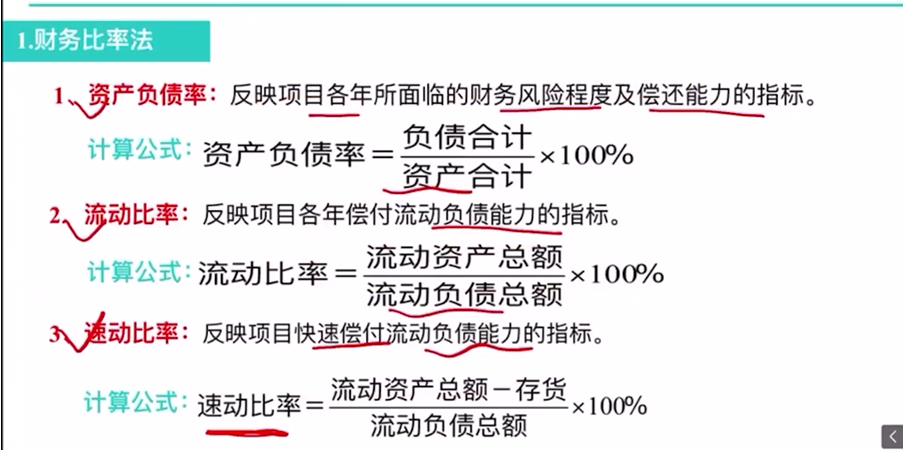 1.财务比率法
1、资产负债率：反映项目各年所面临的财务风险程度及偿还能力的指标。
计算公式：资产负债率＝负债合计/资产合计×100%
2、流动比率：反映项目各年偿付流动负债能力的指标。
计算公式：流动比率＝流动资产总额/流动负债总额×100%
3、速动比率：反映项目快速偿付流动负债能力的指标。
计算公式：速动比率＝流动资产总额－存货/流动负债总额×100%